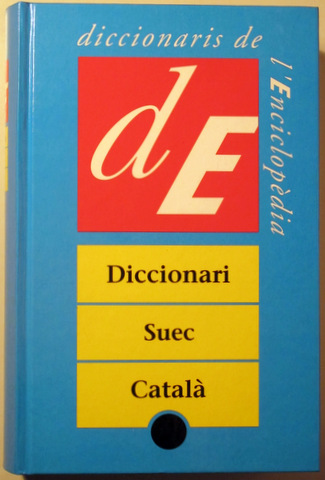 diccionaris de
l'Enciclopèdia
dE
Diccionari
Suec
Català